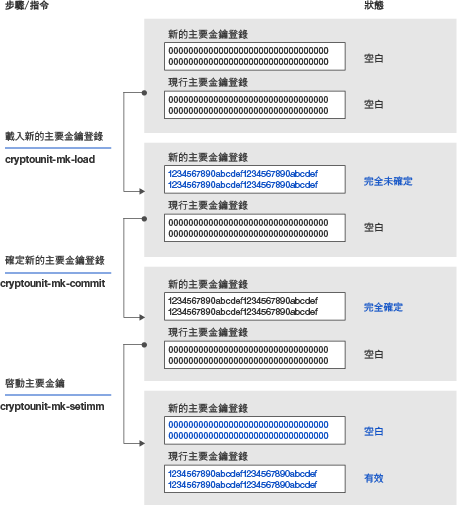 步驟/指令
狀態
新的主要金鑰登錄
00000000000000000000000000000000
00000000000000000000000000000000
空白
現行主要金鑰登錄
00000000000000000000000000000000
00000000000000000000000000000000
空白
載入新的主要金鑰登錄
cryptounit-mk-load
新的主要金鑰登錄
1234567890abcdef1234567890abcdef
1234567890abcdef1234567890abcdef
完全未確定
現行主要金鑰登錄
00000000000000000000000000000000
00000000000000000000000000000000
空白
確定新的主要金鑰登錄
cryptounit-mk-commit
新的主要金鑰登錄
1234567890abcdef1234567890abcdef
1234567890abcdef1234567890abcdef
完全確定
現行主要金鑰登錄
00000000000000000000000000000000
00000000000000000000000000000000
空白
啓動主要金鑰
cryptounit-mk-setimm
新的主要金鑰登錄
00000000000000000000000000000000
00000000000000000000000000000000
空白
現行主要金鑰登錄
1234567890abcdef1234567890abcdef
1234567890abcdef1234567890abcdef
有效